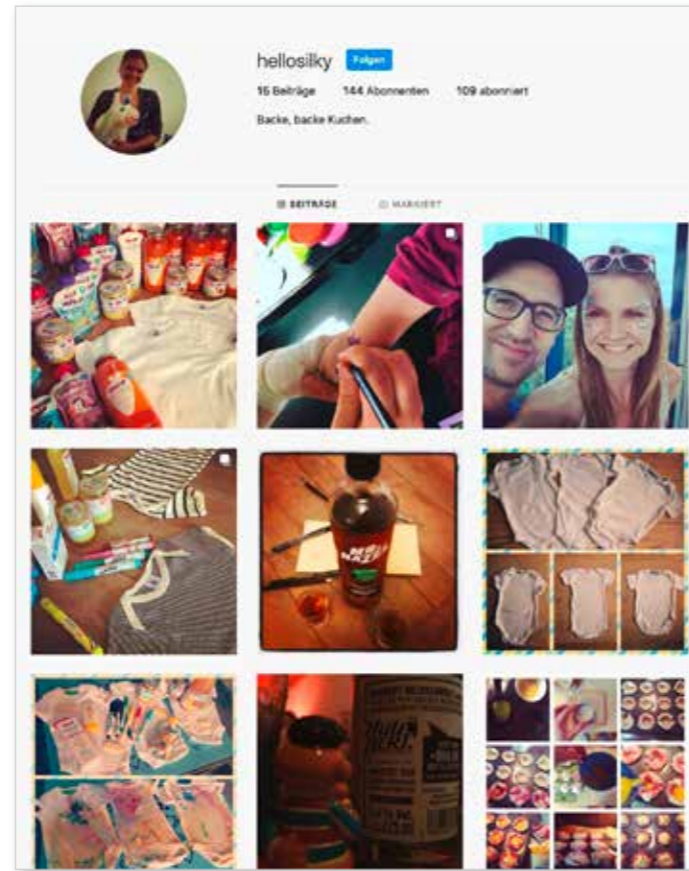 hellosilky Folgen
15 Beiträge 144 Abonnenten 109 abonniert
Backe, backe Kuchen.
BEITRÄGE MARKIERT